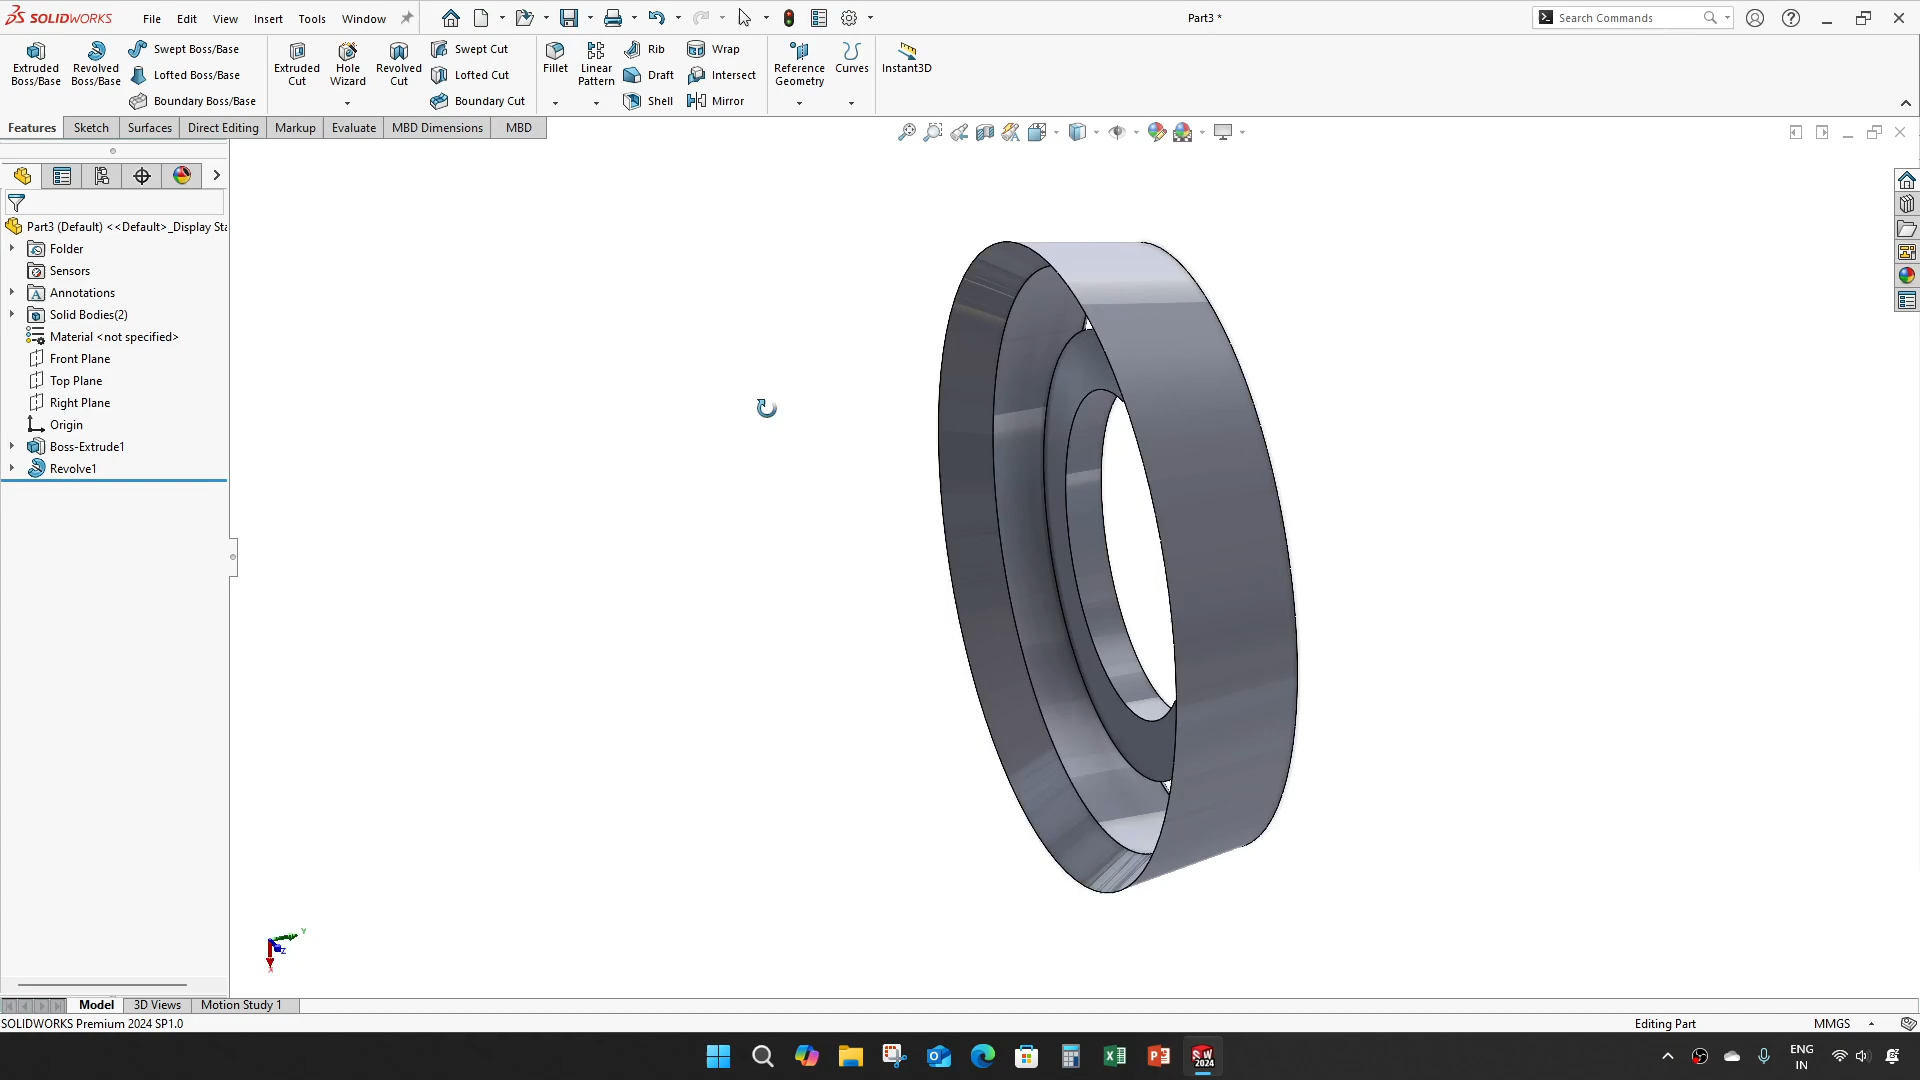 SOLIDWORKS File Edit View Insert Tools Window Part3 * Search Commands
Extruded Boss/Base
Revolved Boss/Base
Swept Boss/Base
Lofted Boss/Base
Boundary Boss/Base
Extruded Cut
Hole Wizard
Revolved Cut
Swept Cut
Lofted Cut
Boundary Cut
Fillet
Linear Pattern
Rib
Draft
Shell
Wrap
Intersect
Mirror
Reference Geometry
Curves
Instant3D
Features Sketch Surfaces Direct Editing Markup Evaluate MBD Dimensions MBD
Part3 (Default) <<Default>_Display Sta
Folder
Sensors
Annotations
Solid Bodies(2)
Material <not specified>
Front Plane
Top Plane
Right Plane
Origin
Boss-Extrude1
Revolve1
Y
Z
X
Model 3D Views Motion Study 1
SOLIDWORKS Premium 2024 SP1.0 Editing Part MMGS
ENG
IN
SW
2024